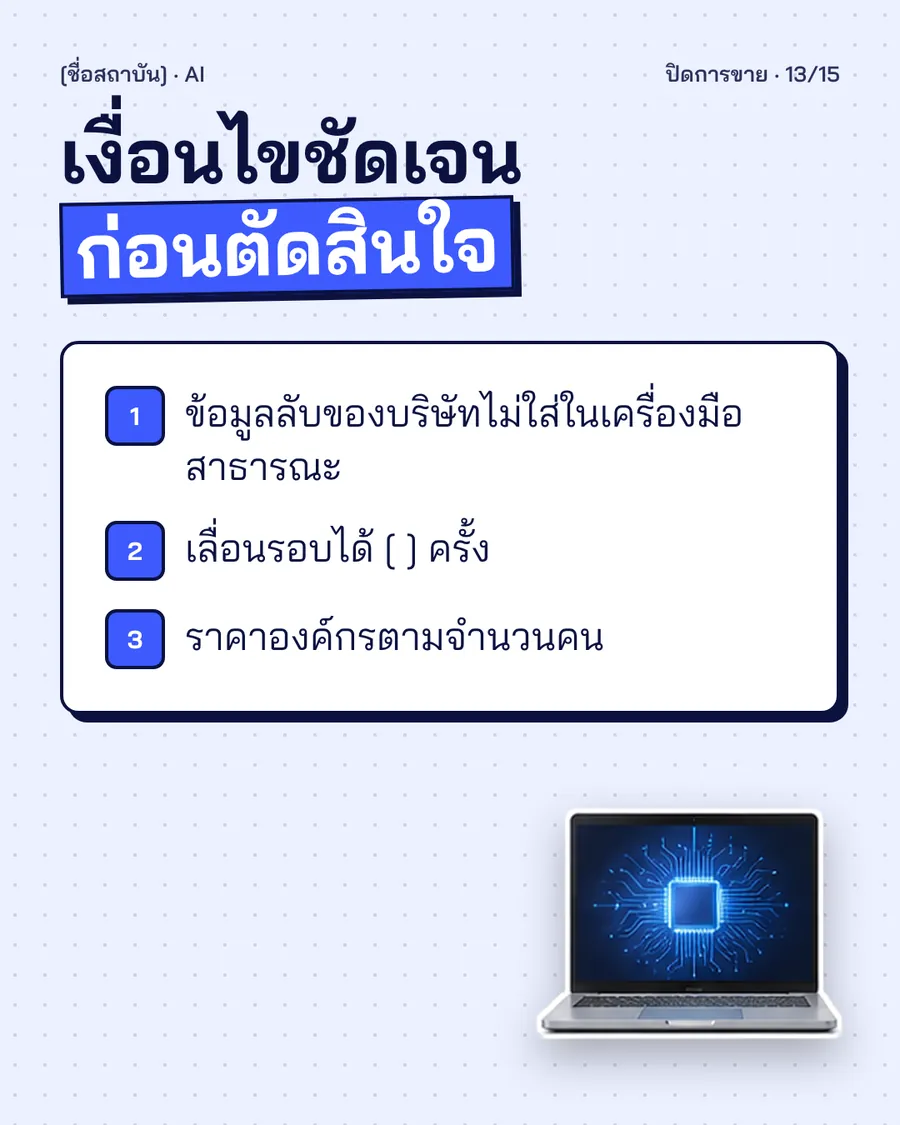 (ชื่อสถาบัน) · AI
ปิดการขาย · 13/15
เงื่อนไขชัดเจน
ก่อนตัดสินใจ
1 ข้อมูลลับของบริษัทไม่ใส่ในเครื่องมือ
สาธารณะ
2 เลื่อนรอบได้ ( ) ครั้ง
3 ราคาองค์กรตามจำนวนคน